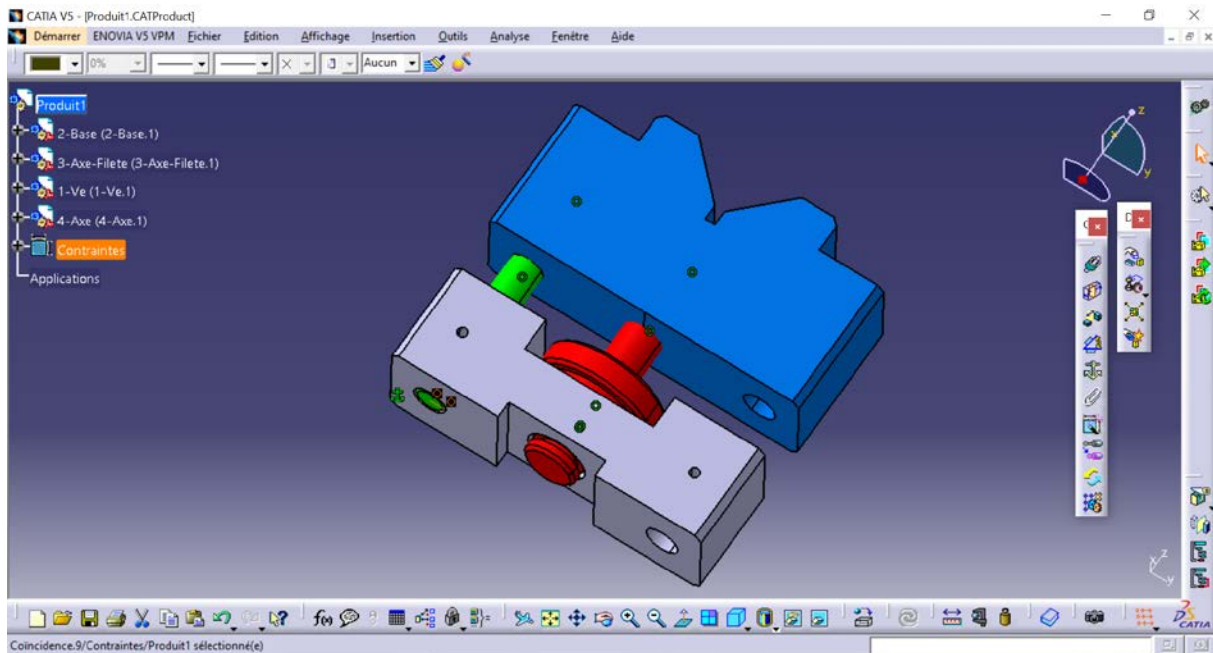 CATIA V5 - [Produit1.CATProduct]
Démarrer ENOVIA V5 VPM Fichier Edition Affichage Insertion Outils Analyse Fenêtre Aide
0% Aucun
Produit1
2-Base (2-Base.1)
3-Axe-Filete (3-Axe-Filete.1)
1-Ve (1-Ve.1)
4-Axe (4-Axe.1)
Contraintes
Applications
z
x
y
C
D
z
x
y
f(x)
CATIA
Coïncidence.9/Contraintes/Produit1 sélectionné(e)